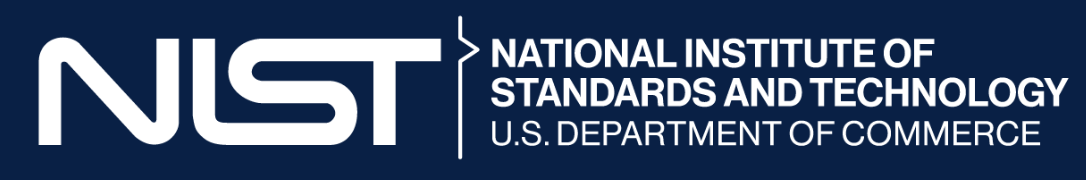 NIST
NATIONAL INSTITUTE OF
STANDARDS AND TECHNOLOGY
U.S. DEPARTMENT OF COMMERCE